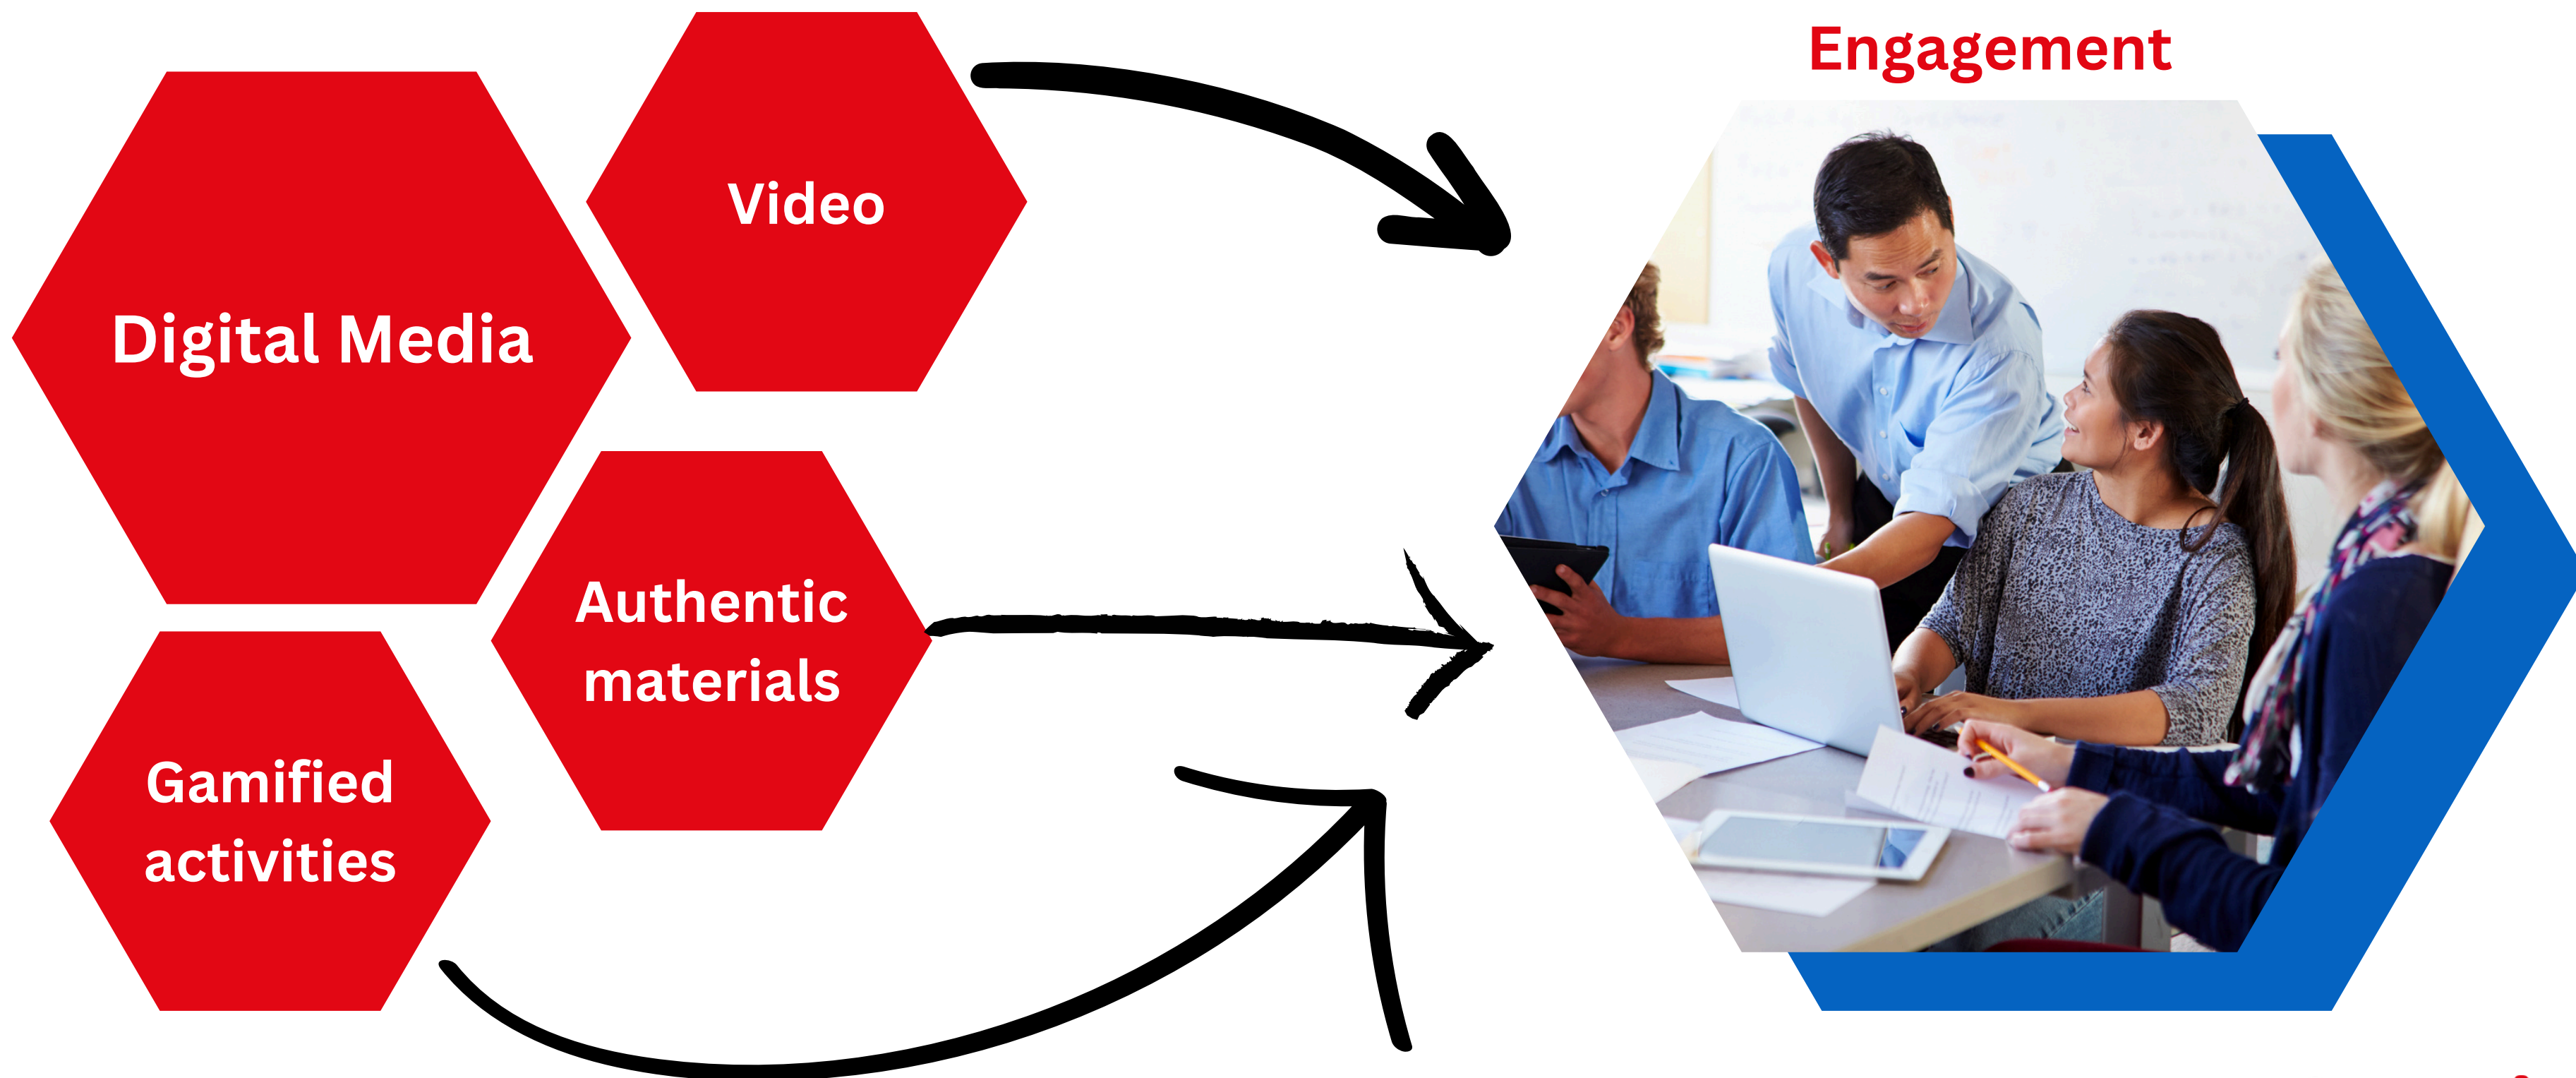 Engagement
Video
Digital Media
Authentic
materials
Gamified
activities